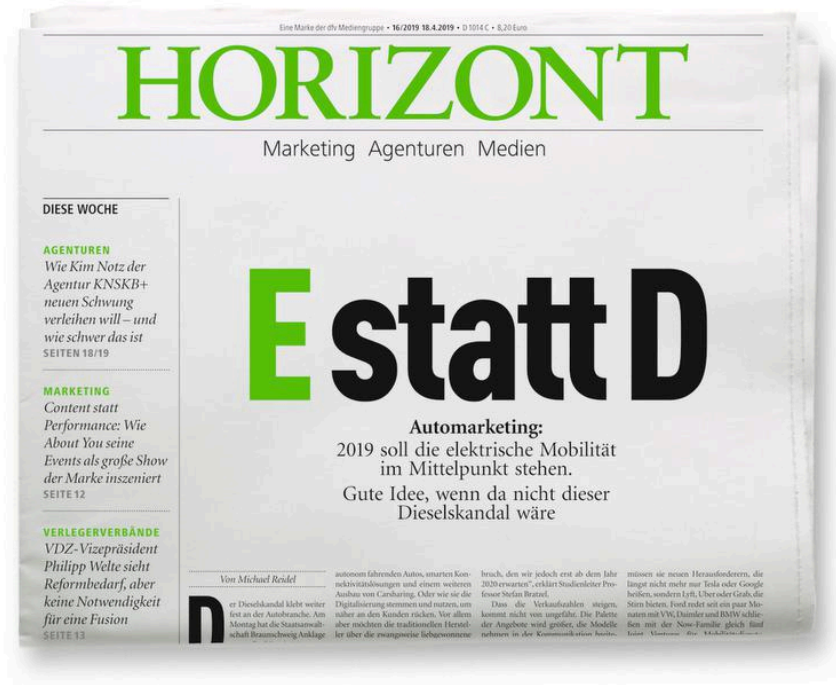 Eine Marke der dfv Mediengruppe • 16/2019 18.4.2019 • D 1014 C • 8,20 Euro
HORIZONT
Marketing Agenturen Medien
DIESE WOCHE
AGENTUREN
Wie Kim Notz der
Agentur KNSKB+
neuen Schwung
verleihen will – und
wie schwer das ist
SEITEN 18/19
MARKETING
Content statt
Performance: Wie
About You seine
Events als große Show
der Marke inszeniert
SEITE 12
VERLEGERVERBÄNDE
VDZ-Vizepräsident
Philipp Welte sieht
Reformbedarf, aber
keine Notwendigkeit
für eine Fusion
SEITE 13
E statt D
Automarketing:
2019 soll die elektrische Mobilität
im Mittelpunkt stehen.
Gute Idee, wenn da nicht dieser
Dieselskandal wäre
Von Michael Reidel
Der Dieselskandal klebt weiter
fest an der Autobranche. Am
Montag hat die Staatsanwalt-
schaft Braunschweig Anklage
autonom fahrenden Autos, smarten Kon-
nektivitätslösungen und einem weiteren
Ausbau von Carsharing. Oder wie sie die
Digitalisierung stemmen und nutzen, um
näher an den Kunden rücken. Vor allem
aber möchten die traditionellen Herstel-
ler über die zwangsweise liebgewonnene
bruch, den wir jedoch erst ab dem Jahr
2020 erwarten", erklärt Studienleiter Pro-
fessor Stefan Bratzel.
Dass die Verkaufszahlen steigen,
kommt nicht von ungefähr. Die Palette
der Angebote wird größer, die Modelle
nehmen in der Kommunikation breite-
müssen sie neuen Herausforderern, die
längst nicht mehr nur Tesla oder Google
heißen, sondern Lyft, Uber oder Grab, die
Stirn bieten. Ford redet seit ein paar Mo-
naten mit VW, Daimler und BMW schlie-
ßen mit der Now-Familie gleich fünf
Joint Ventures für